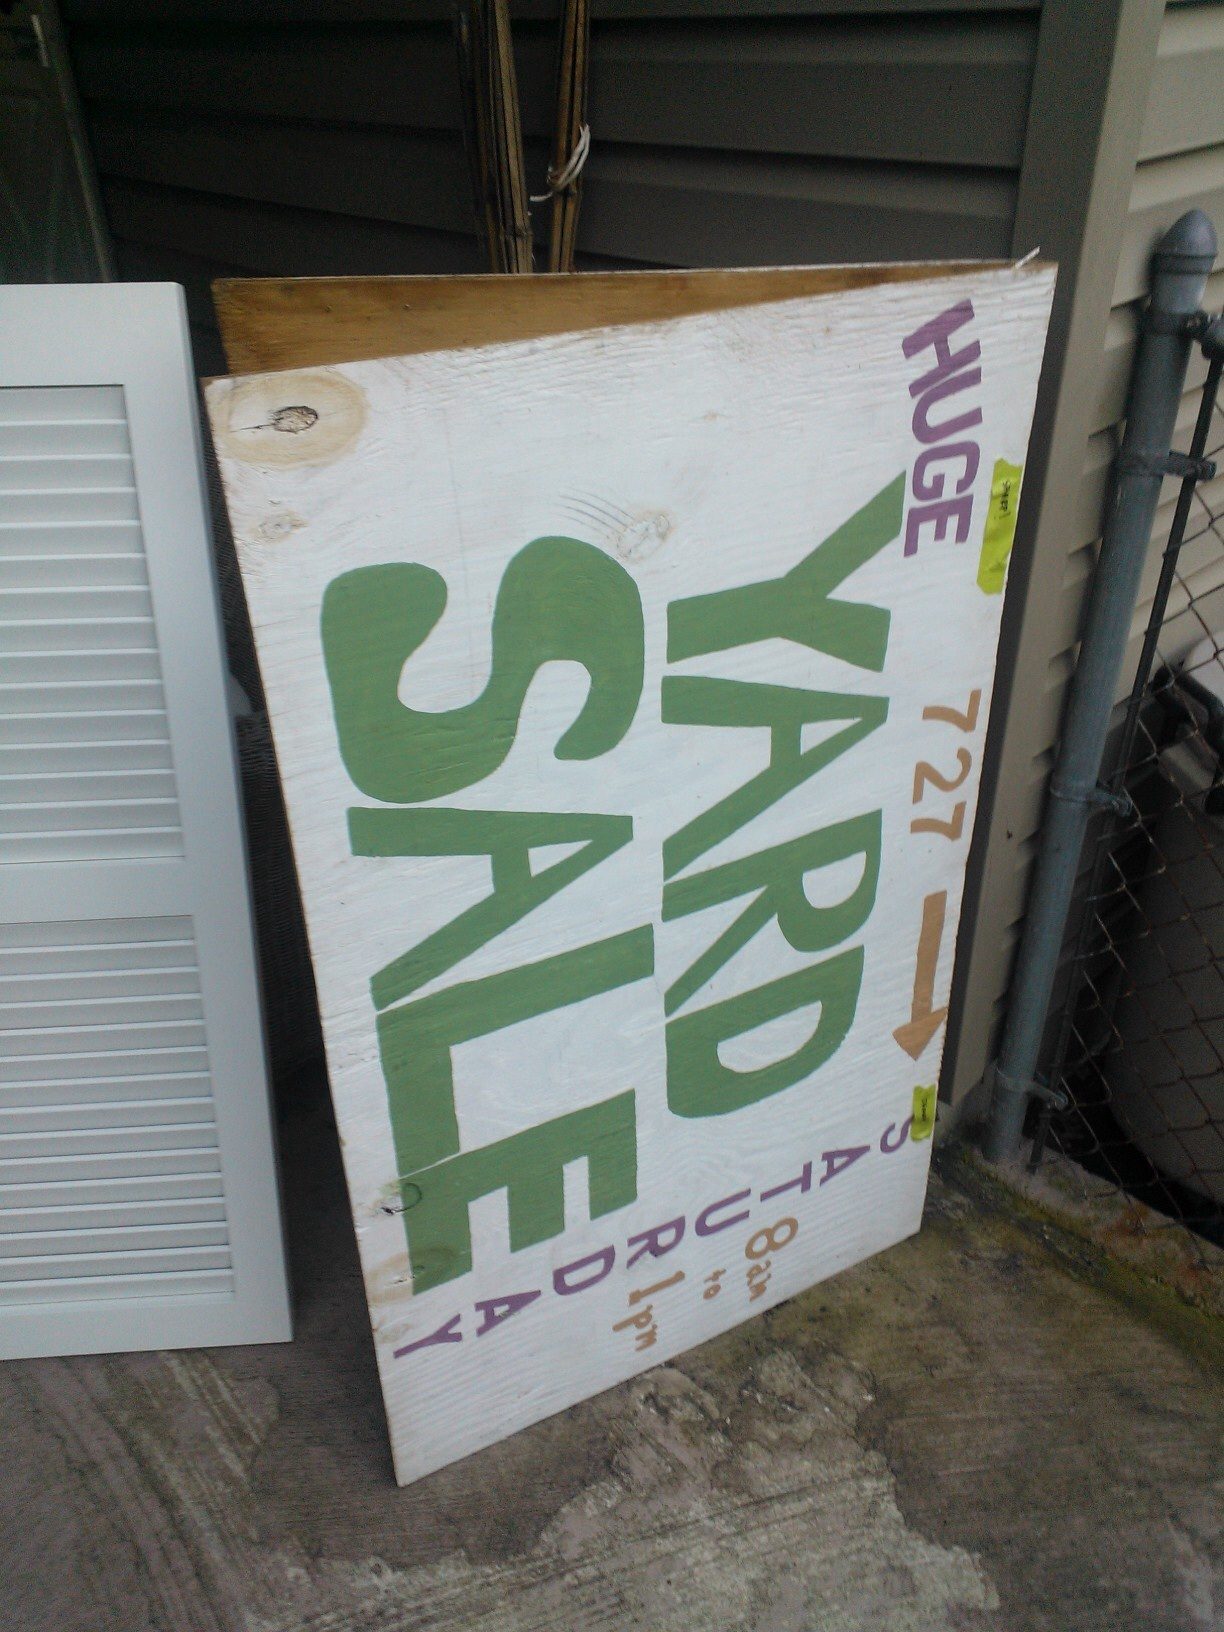 HUGE 727
YARD
SALE
SATURDAY
8am
to
1pm